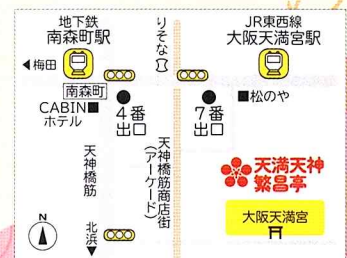 地下鉄
南森町駅
◀梅田
南森町
CABIN■
ホテル
4番
出口
天神橋筋
北浜
▼
N
りそな
天神橋筋商店街
(アーケード)
JR東西線
大阪天満宮駅
7番
出口
■松のや
天満天神
繁昌亭
大阪天満宮